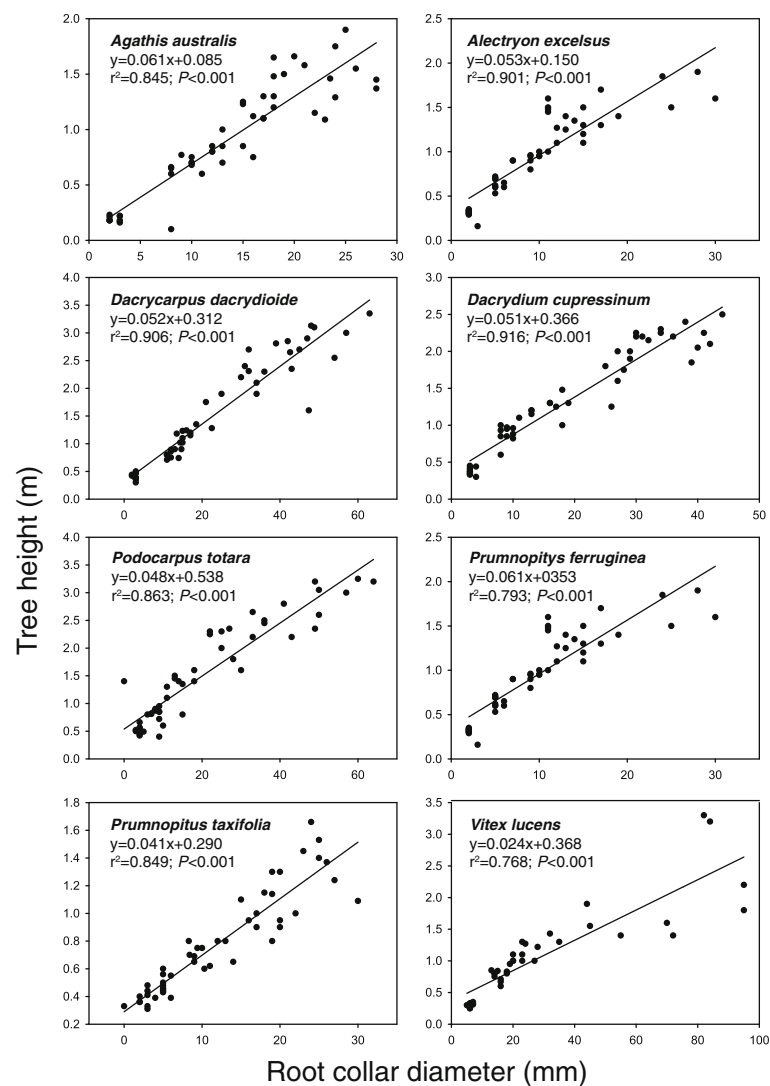 Tree height (m)
Agathis australis
y=0.061x+0.085
r²=0.845; P<0.001
2.0
1.5
1.0
0.5
0.0
0 5 10 15 20 25 30
Alectryon excelsus
y=0.053x+0.150
r²=0.901; P<0.001
2.5
2.0
1.5
1.0
0.5
0.0
0 10 20 30
Dacrycarpus dacrydioide
y=0.052x+0.312
r²=0.906; P<0.001
4.0
3.5
3.0
2.5
2.0
1.5
1.0
0.5
0.0
0 20 40 60
Dacrydium cupressinum
y=0.051x+0.366
r²=0.916; P<0.001
3.0
2.5
2.0
1.5
1.0
0.5
0.0
0 10 20 30 40 50
Podocarpus totara
y=0.048x+0.538
r²=0.863; P<0.001
4.0
3.5
3.0
2.5
2.0
1.5
1.0
0.5
0.0
0 20 40 60
Prumnopitys ferruginea
y=0.061x+0353
r²=0.793; P<0.001
2.5
2.0
1.5
1.0
0.5
0.0
0 10 20 30
Prumnopitus taxifolia
y=0.041x+0.290
r²=0.849; P<0.001
1.8
1.6
1.4
1.2
1.0
0.8
0.6
0.4
0.2
0 10 20 30
Vitex lucens
y=0.024x+0.368
r²=0.768; P<0.001
3.5
3.0
2.5
2.0
1.5
1.0
0.5
0.0
0 20 40 60 80 100
Root collar diameter (mm)